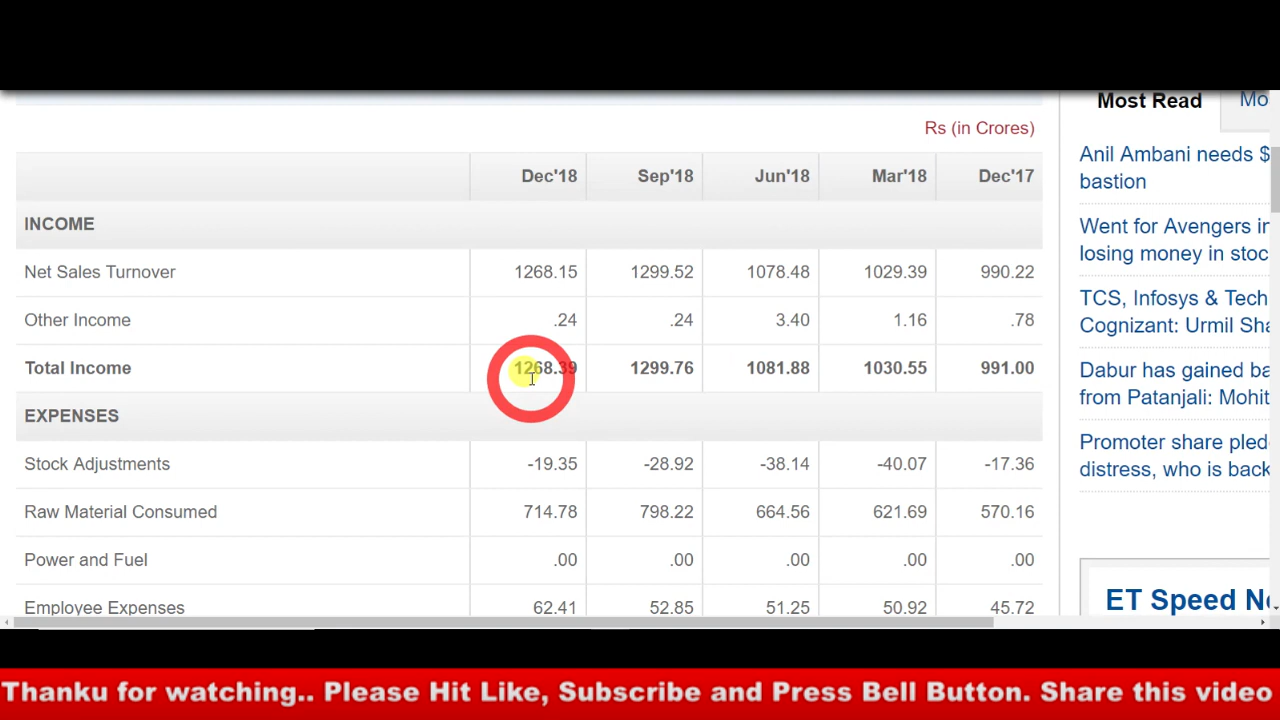 Most Read
Rs (in Crores)
Dec'18 Sep'18 Jun'18 Mar'18 Dec'17
INCOME
Net Sales Turnover 1268.15 1299.52 1078.48 1029.39 990.22
Other Income .24 .24 3.40 1.16 .78
Total Income 1268.39 1299.76 1081.88 1030.55 991.00
EXPENSES
Stock Adjustments -19.35 -28.92 -38.14 -40.07 -17.36
Raw Material Consumed 714.78 798.22 664.56 621.69 570.16
Power and Fuel .00 .00 .00 .00 .00
Employee Expenses 62.41 52.85 51.25 50.92 45.72
Anil Ambani needs $
bastion
Went for Avengers in
losing money in stoc
TCS, Infosys & Tech
Cognizant: Urmil Sha
Dabur has gained ba
from Patanjali: Mohit
Promoter share pled
distress, who is back
ET Speed
Thanku for watching.. Please Hit Like, Subscribe and Press Bell Button. Share this video